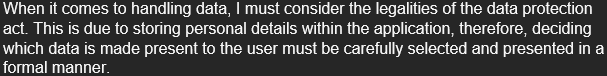 When it comes to handling data, I must consider the legalities of the data protection
act. This is due to storing personal details within the application, therefore, deciding
which data is made present to the user must be carefully selected and presented in a
formal manner.